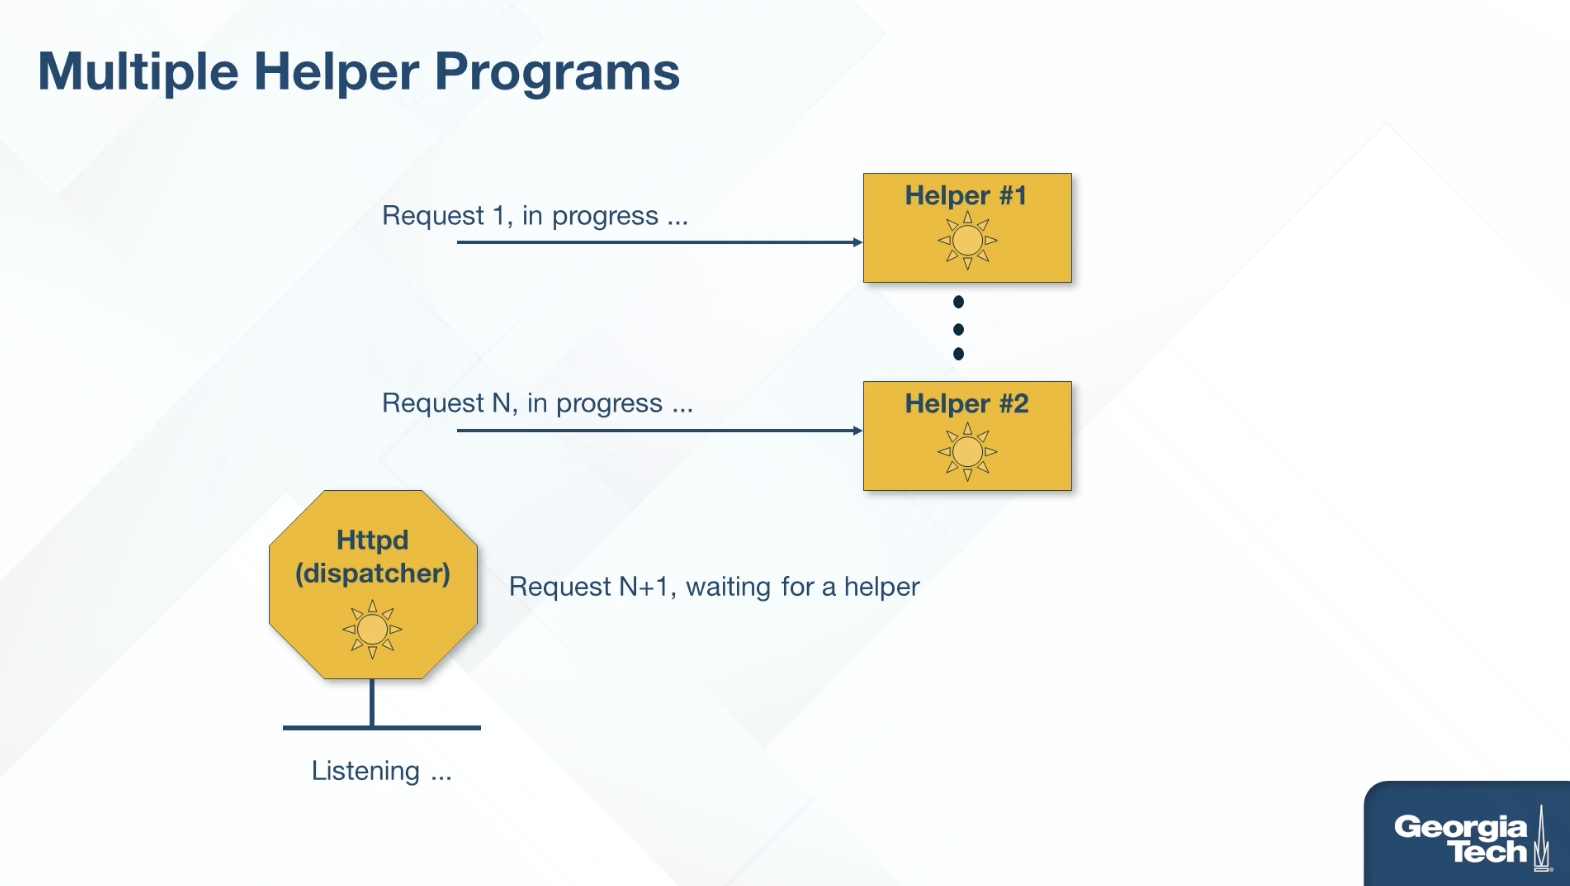 Multiple Helper Programs
Request 1, in progress ...
Helper #1
Request N, in progress ...
Helper #2
Httpd
(dispatcher)
Request N+1, waiting for a helper
Listening ...
Georgia
Tech